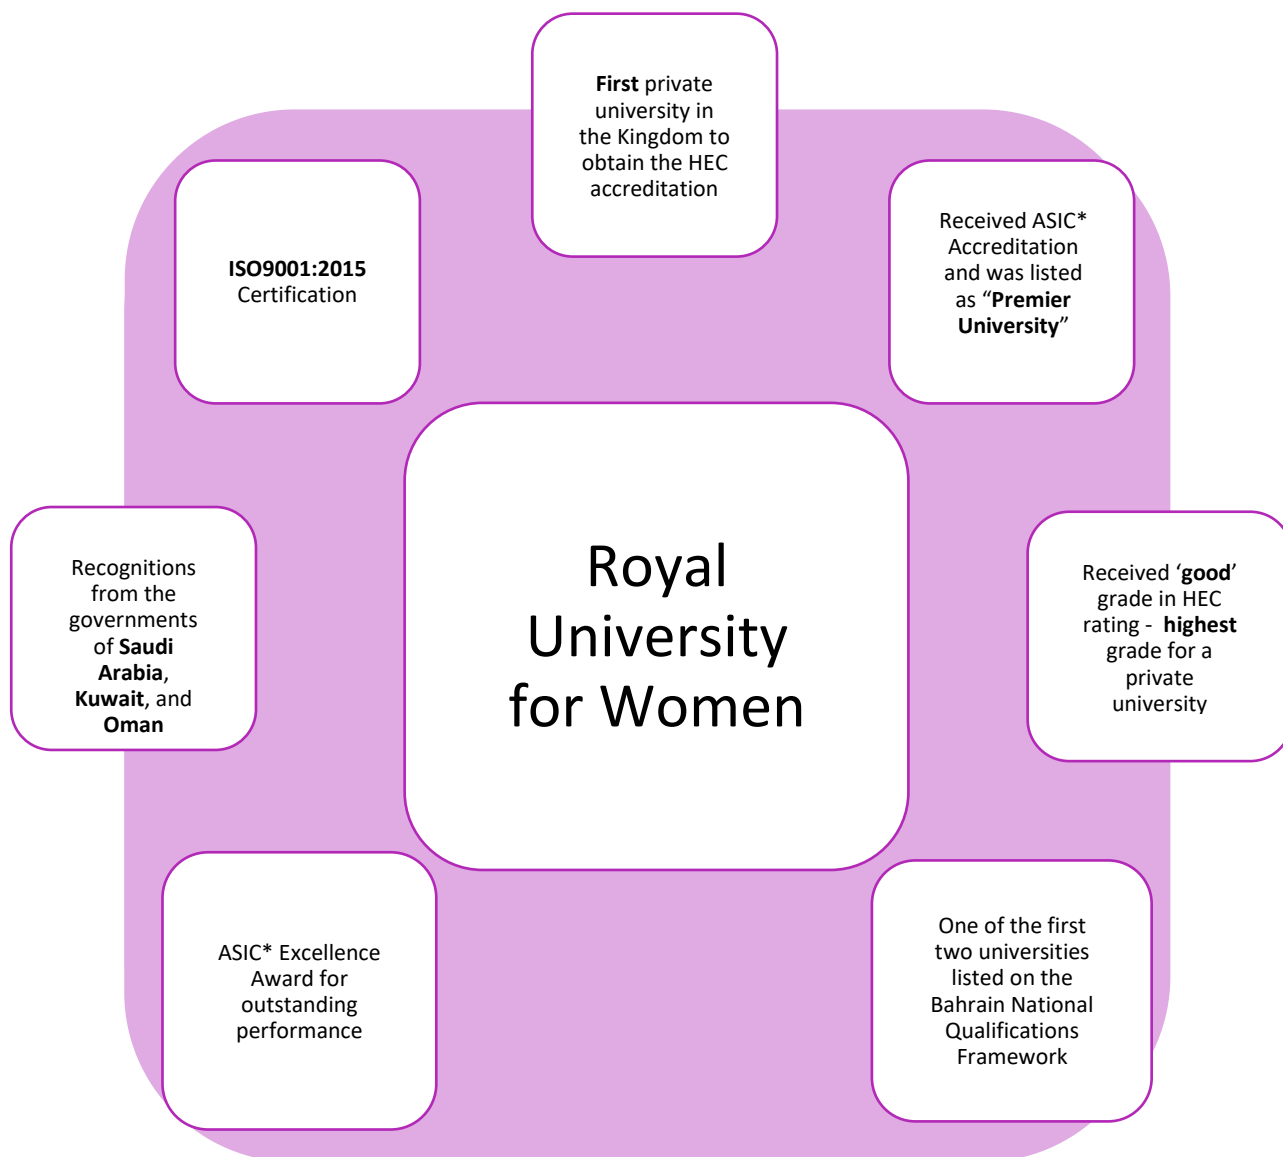 First private
university in
the Kingdom to
obtain the HEC
accreditation
Received ASIC*
Accreditation
and was listed
as “Premier
University”
ISO9001:2015
Certification
Royal
University
for Women
Recognitions
from the
governments
of Saudi
Arabia,
Kuwait, and
Oman
Received ‘good’
grade in HEC
rating - highest
grade for a
private
university
ASIC* Excellence
Award for
outstanding
performance
One of the first
two universities
listed on the
Bahrain National
Qualifications
Framework